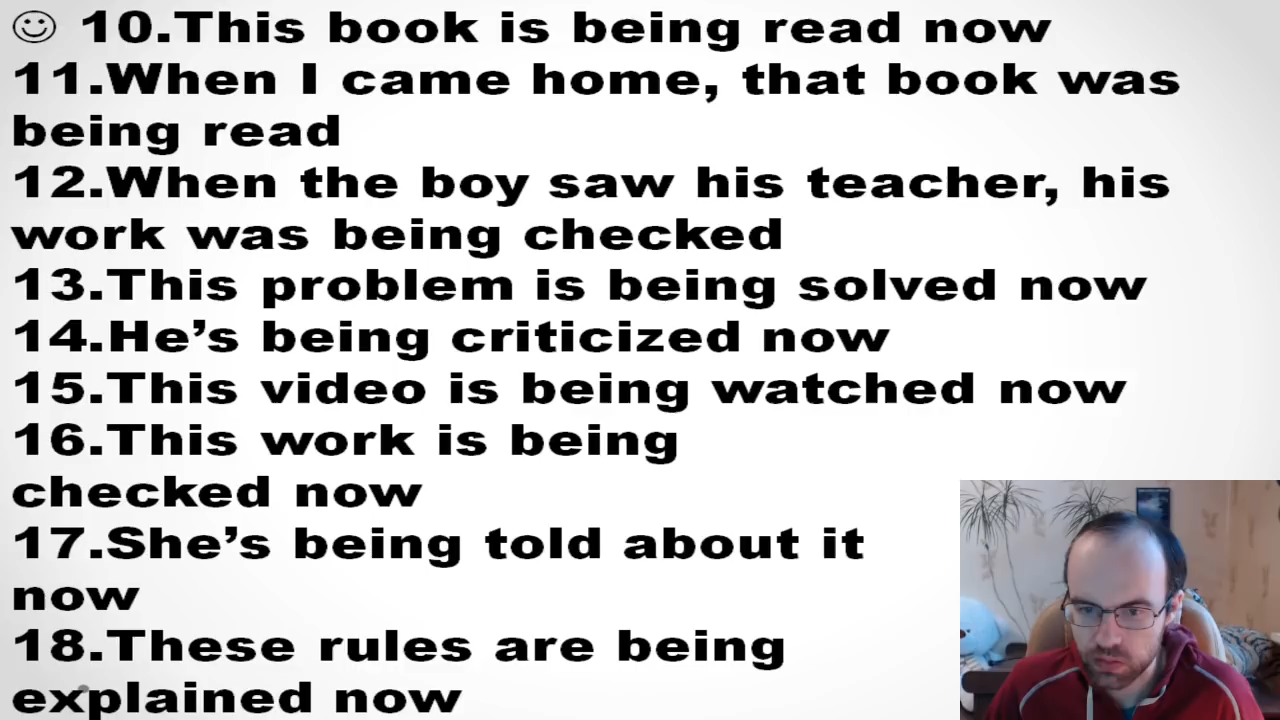 ☺ 10.This book is being read now
11.When I came home, that book was
being read
12.When the boy saw his teacher, his
work was being checked
13.This problem is being solved now
14.He’s being criticized now
15.This video is being watched now
16.This work is being
checked now
17.She’s being told about it
now
18.These rules are being
explained now